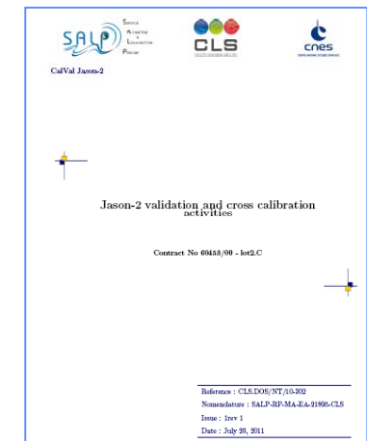 SALP
Service
Altimétrie
Localisation
Précise
CLS
cnes
CalVal Jason-2
Jason-2 validation and cross calibration
activities
Contract No 60453/00 - lot2.C
Reference : CLS.DOS/NT/10-302
Nomenclature : SALP-RP-MA-EA-21895-CLS
Issue : 1rev 1
Date : July 20, 2011